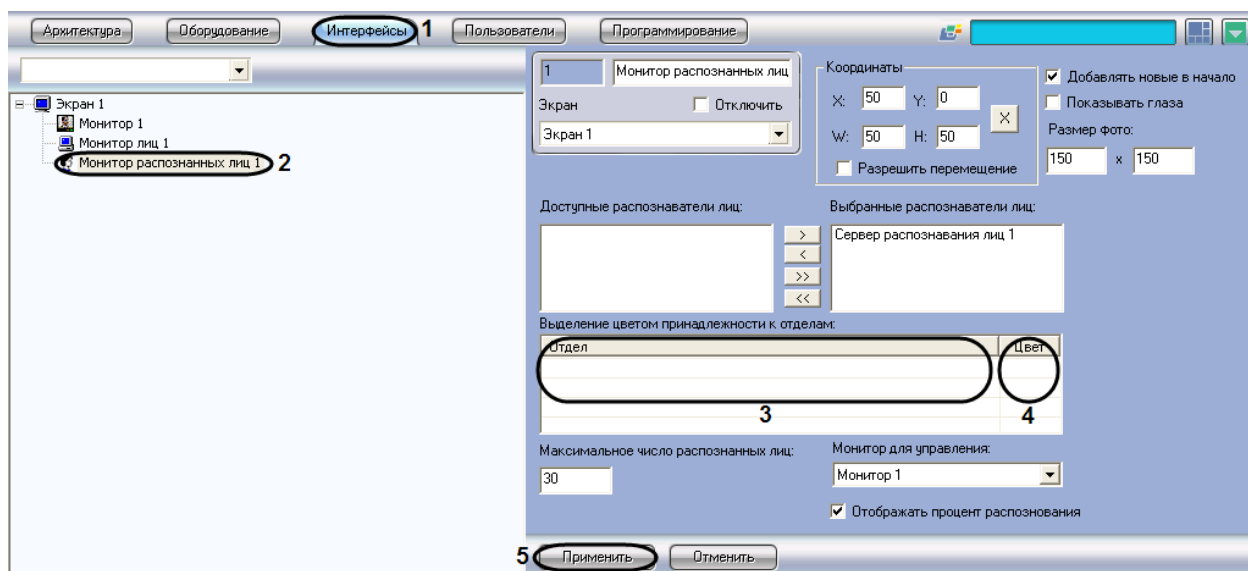 Архитектура Оборудование Интерфейсы 1 Пользователи Программирование
Экран 1
Монитор 1
Монитор лиц 1
Монитор распознанных лиц 1 2
1 Монитор распознанных лиц
Экран Отключить
Экран 1
Координаты
X: 50 Y: 0 X
W: 50 H: 50
Разрешить перемещение
Добавлять новые в начало
Показывать глаза
Размер фото:
150 x 150
Доступные распознаватели лиц: Выбранные распознаватели лиц:
> Сервер распознавания лиц 1
<
>>
<<
Выделение цветом принадлежности к отделам:
Отдел Цвет
3 4
Максимальное число распознанных лиц: Монитор для управления:
30 Монитор 1
Отображать процент распознования
5 Применить Отменить